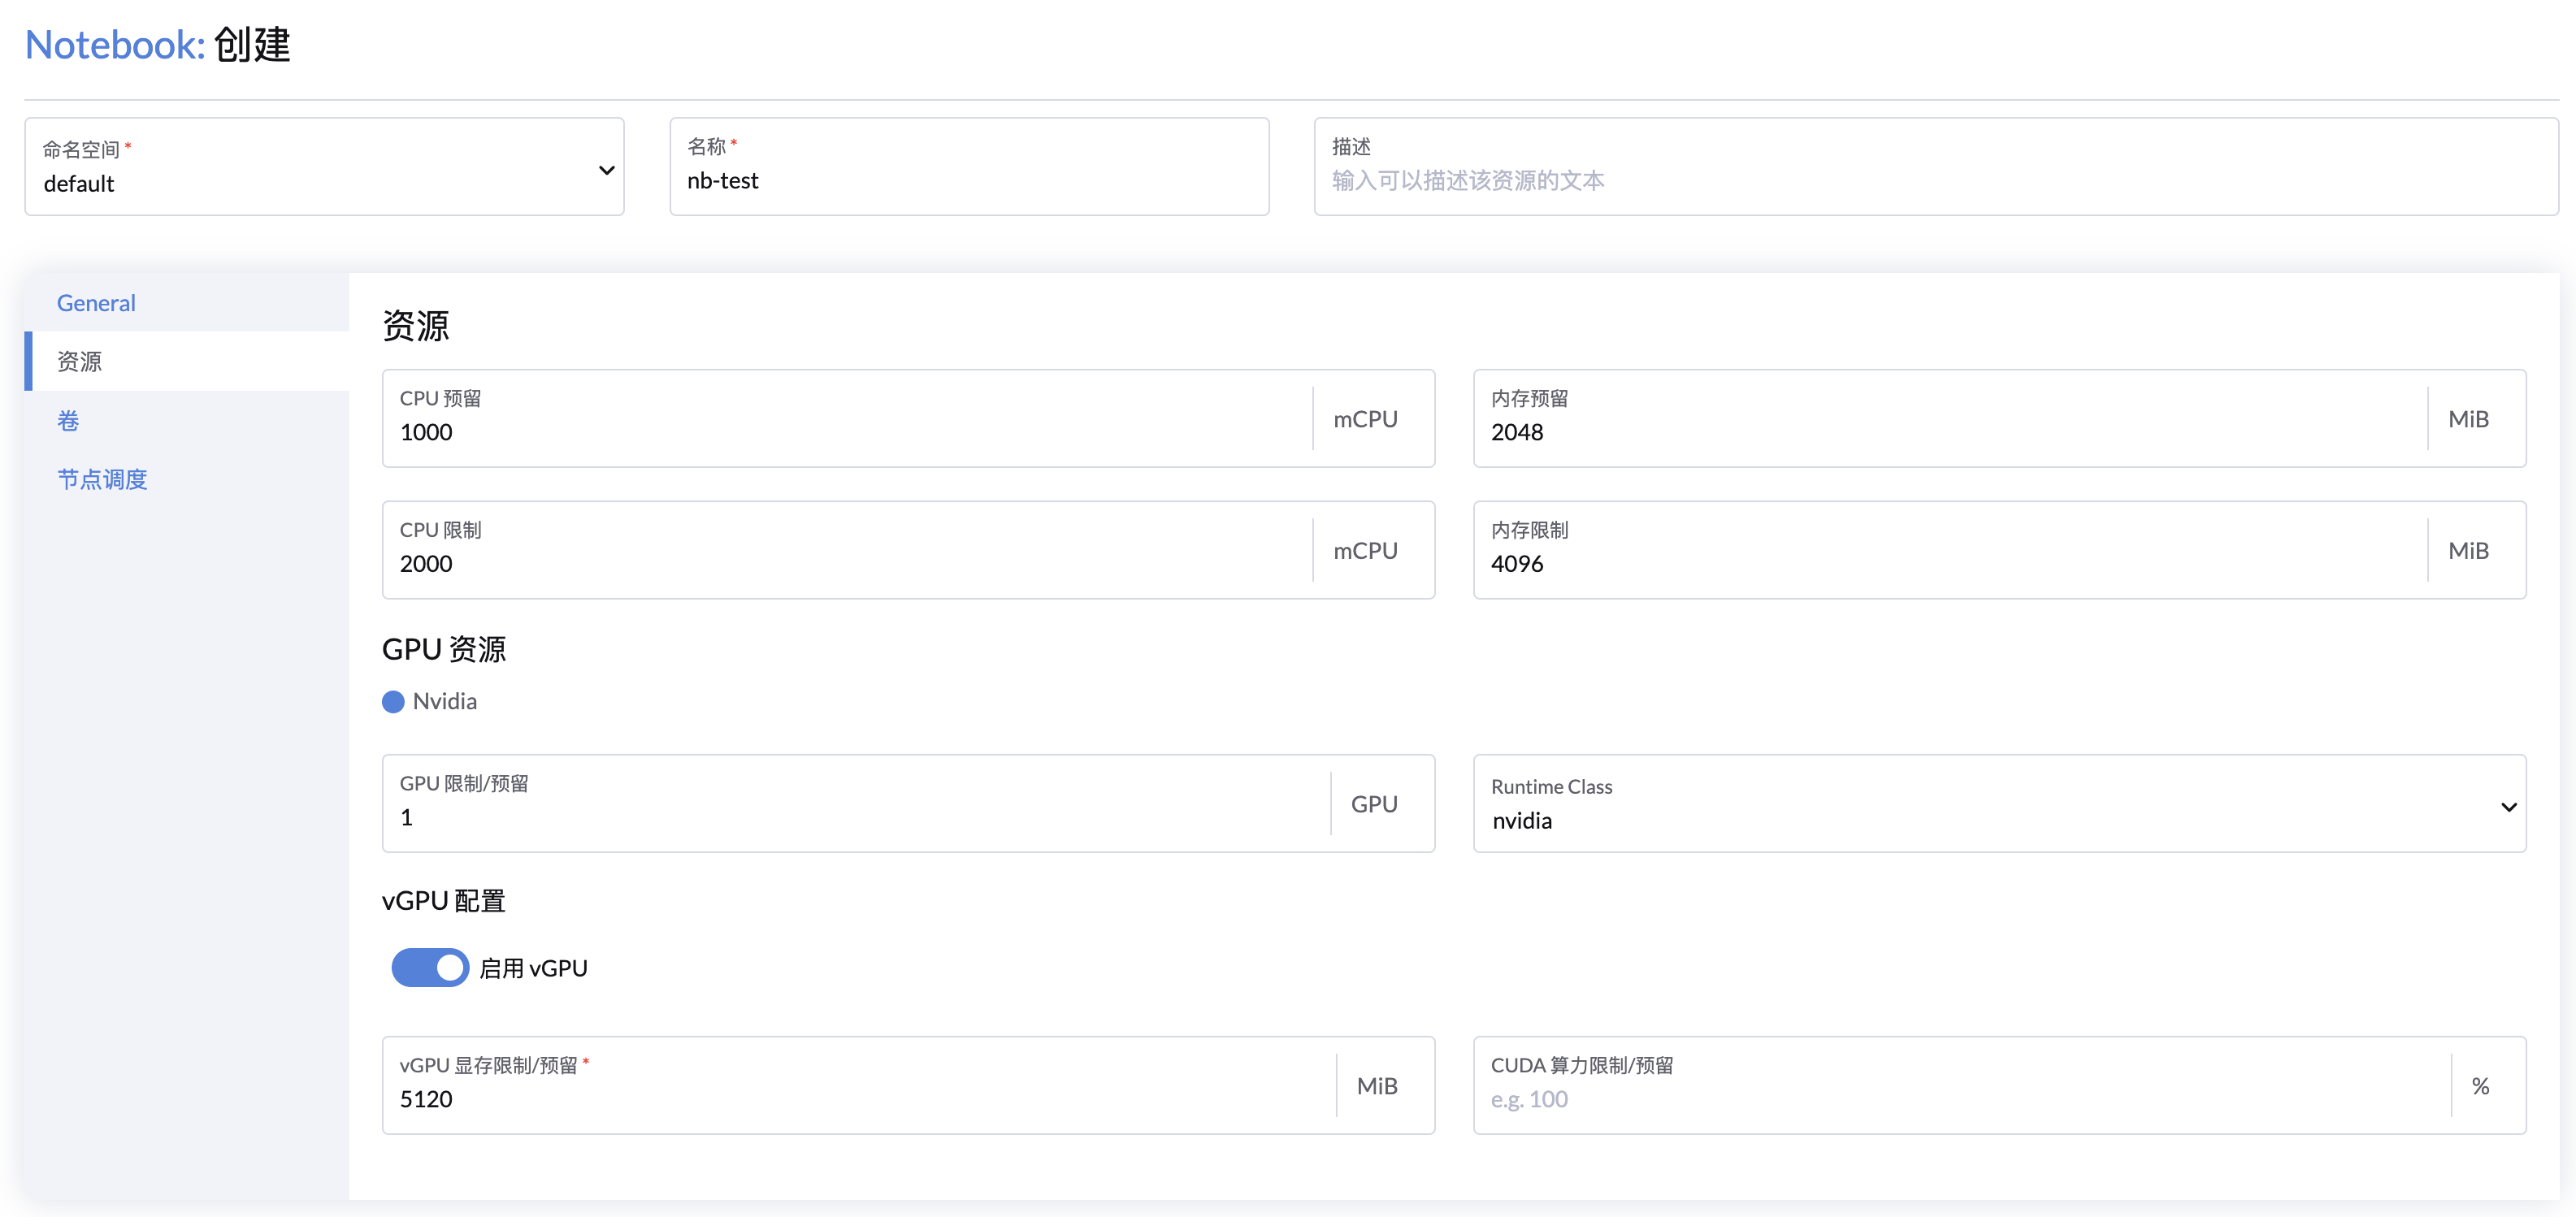 Notebook: 创建
命名空间 *
default
名称 *
nb-test
描述
输入可以描述该资源的文本
General
资源
卷
节点调度
资源
CPU 预留
1000
mCPU
内存预留
2048
MiB
CPU 限制
2000
mCPU
内存限制
4096
MiB
GPU 资源
Nvidia
GPU 限制/预留
1
GPU
Runtime Class
nvidia
vGPU 配置
启用 vGPU
vGPU 显存限制/预留 *
5120
MiB
CUDA 算力限制/预留
e.g. 100
%